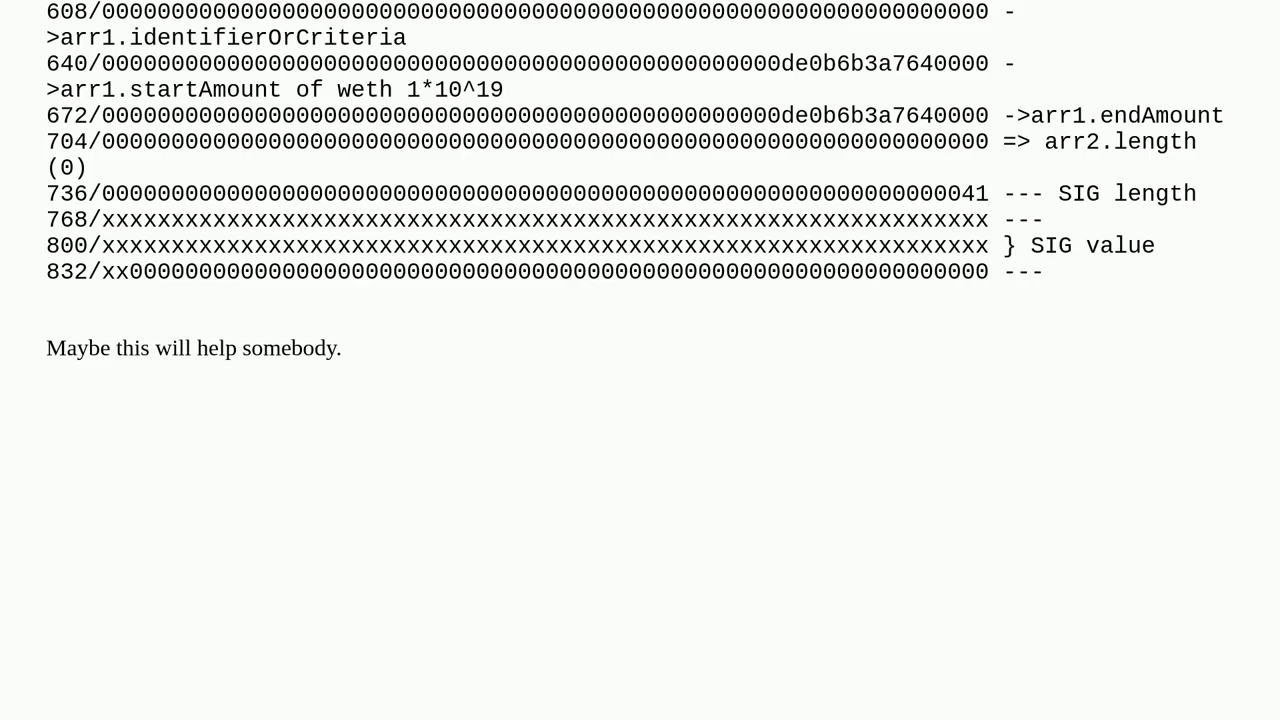 608/0000000000000000000000000000000000000000000000000000000000000000 -
>arr1.identifierOrCriteria
640/0000000000000000000000000000000000000000000000000de0b6b3a7640000 -
>arr1.startAmount of weth 1*10^19
672/0000000000000000000000000000000000000000000000000de0b6b3a7640000 ->arr1.endAmount
704/0000000000000000000000000000000000000000000000000000000000000000 => arr2.length
(0)
736/0000000000000000000000000000000000000000000000000000000000000041 --- SIG length
768/xxxxxxxxxxxxxxxxxxxxxxxxxxxxxxxxxxxxxxxxxxxxxxxxxxxxxxxxxxxxxxxx ---
800/xxxxxxxxxxxxxxxxxxxxxxxxxxxxxxxxxxxxxxxxxxxxxxxxxxxxxxxxxxxxxxxx } SIG value
832/xx00000000000000000000000000000000000000000000000000000000000000 ---
Maybe this will help somebody.